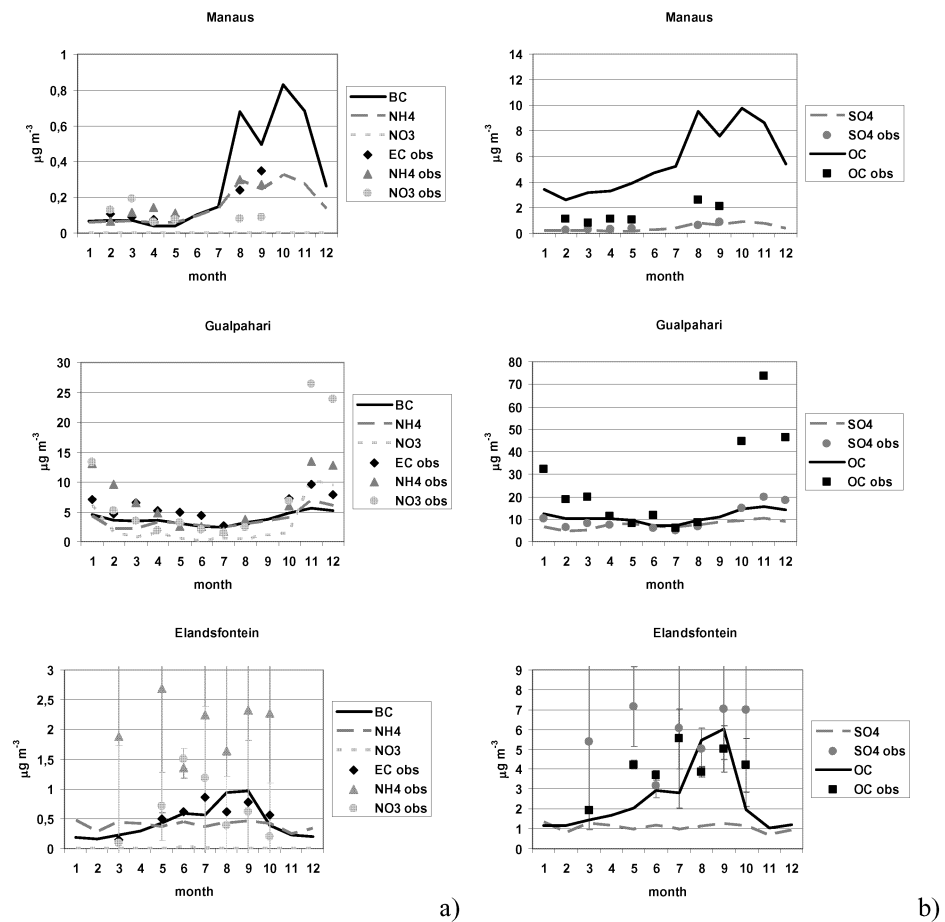 Manaus
1
0,8
0,6
0,4
0,2
0
µg m-3
1 2 3 4 5 6 7 8 9 10 11 12
month
BC
NH4
NO3
EC obs
NH4 obs
NO3 obs
Manaus
14
12
10
8
6
4
2
0
µg m-3
1 2 3 4 5 6 7 8 9 10 11 12
month
SO4
SO4 obs
OC
OC obs
Gualpahari
30
25
20
15
10
5
0
µg m-3
1 2 3 4 5 6 7 8 9 10 11 12
month
BC
NH4
NO3
EC obs
NH4 obs
NO3 obs
Gualpahari
80
70
60
50
40
30
20
10
0
µg m-3
1 2 3 4 5 6 7 8 9 10 11 12
month
SO4
SO4 obs
OC
OC obs
Elandsfontein
3
2,5
2
1,5
1
0,5
0
µg m-3
1 2 3 4 5 6 7 8 9 10 11 12
month
BC
NH4
NO3
EC obs
NH4 obs
NO3 obs
a)
Elandsfontein
9
8
7
6
5
4
3
2
1
0
µg m-3
1 2 3 4 5 6 7 8 9 10 11 12
month
SO4
SO4 obs
OC
OC obs
b)